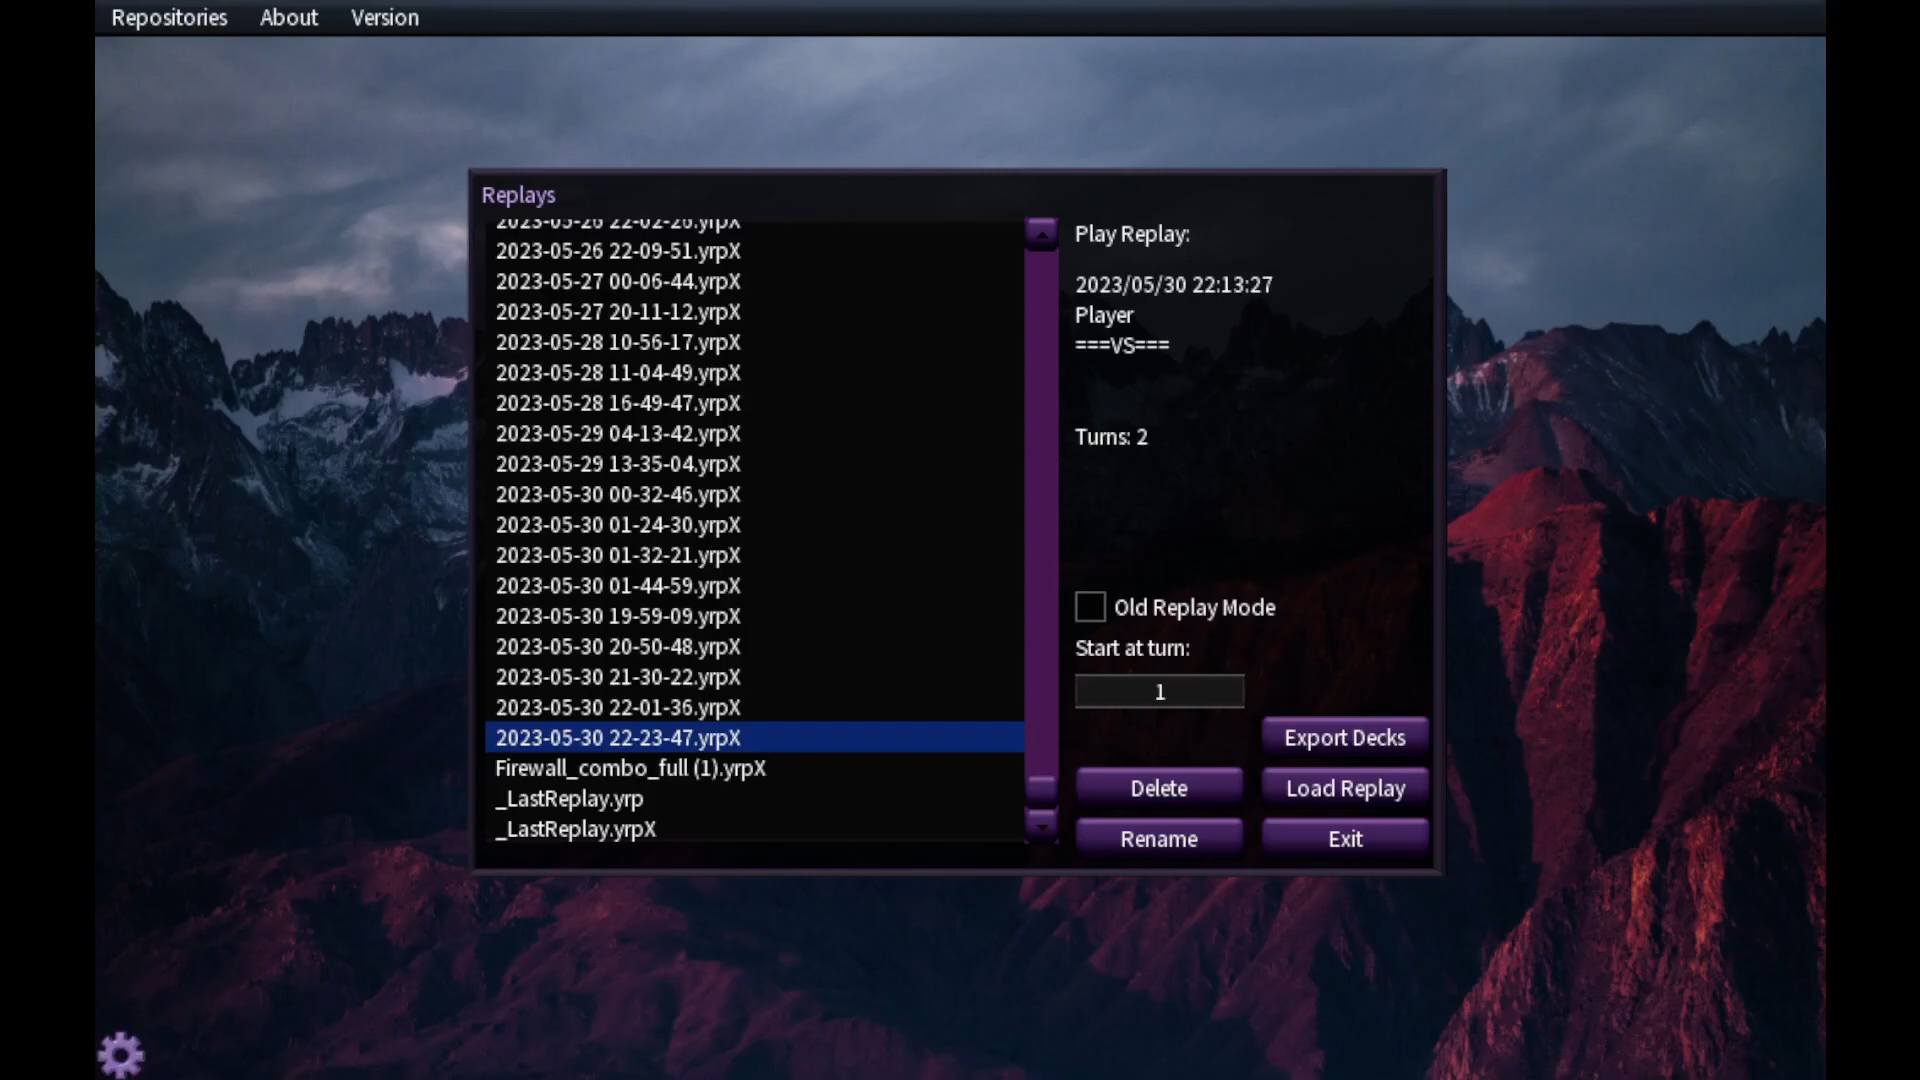 Repositories About Version
Replays
2023-05-26 22-02-26.yrpX
2023-05-26 22-09-51.yrpX
2023-05-27 00-06-44.yrpX
2023-05-27 20-11-12.yrpX
2023-05-28 10-56-17.yrpX
2023-05-28 11-04-49.yrpX
2023-05-28 16-49-47.yrpX
2023-05-29 04-13-42.yrpX
2023-05-29 13-35-04.yrpX
2023-05-30 00-32-46.yrpX
2023-05-30 01-24-30.yrpX
2023-05-30 01-32-21.yrpX
2023-05-30 01-44-59.yrpX
2023-05-30 19-59-09.yrpX
2023-05-30 20-50-48.yrpX
2023-05-30 21-30-22.yrpX
2023-05-30 22-01-36.yrpX
2023-05-30 22-23-47.yrpX
Firewall_combo_full (1).yrpX
_LastReplay.yrp
_LastReplay.yrpX
Play Replay:
2023/05/30 22:13:27
Player
===VS===
Turns: 2
Old Replay Mode
Start at turn:
1
Export Decks
Delete Load Replay
Rename Exit